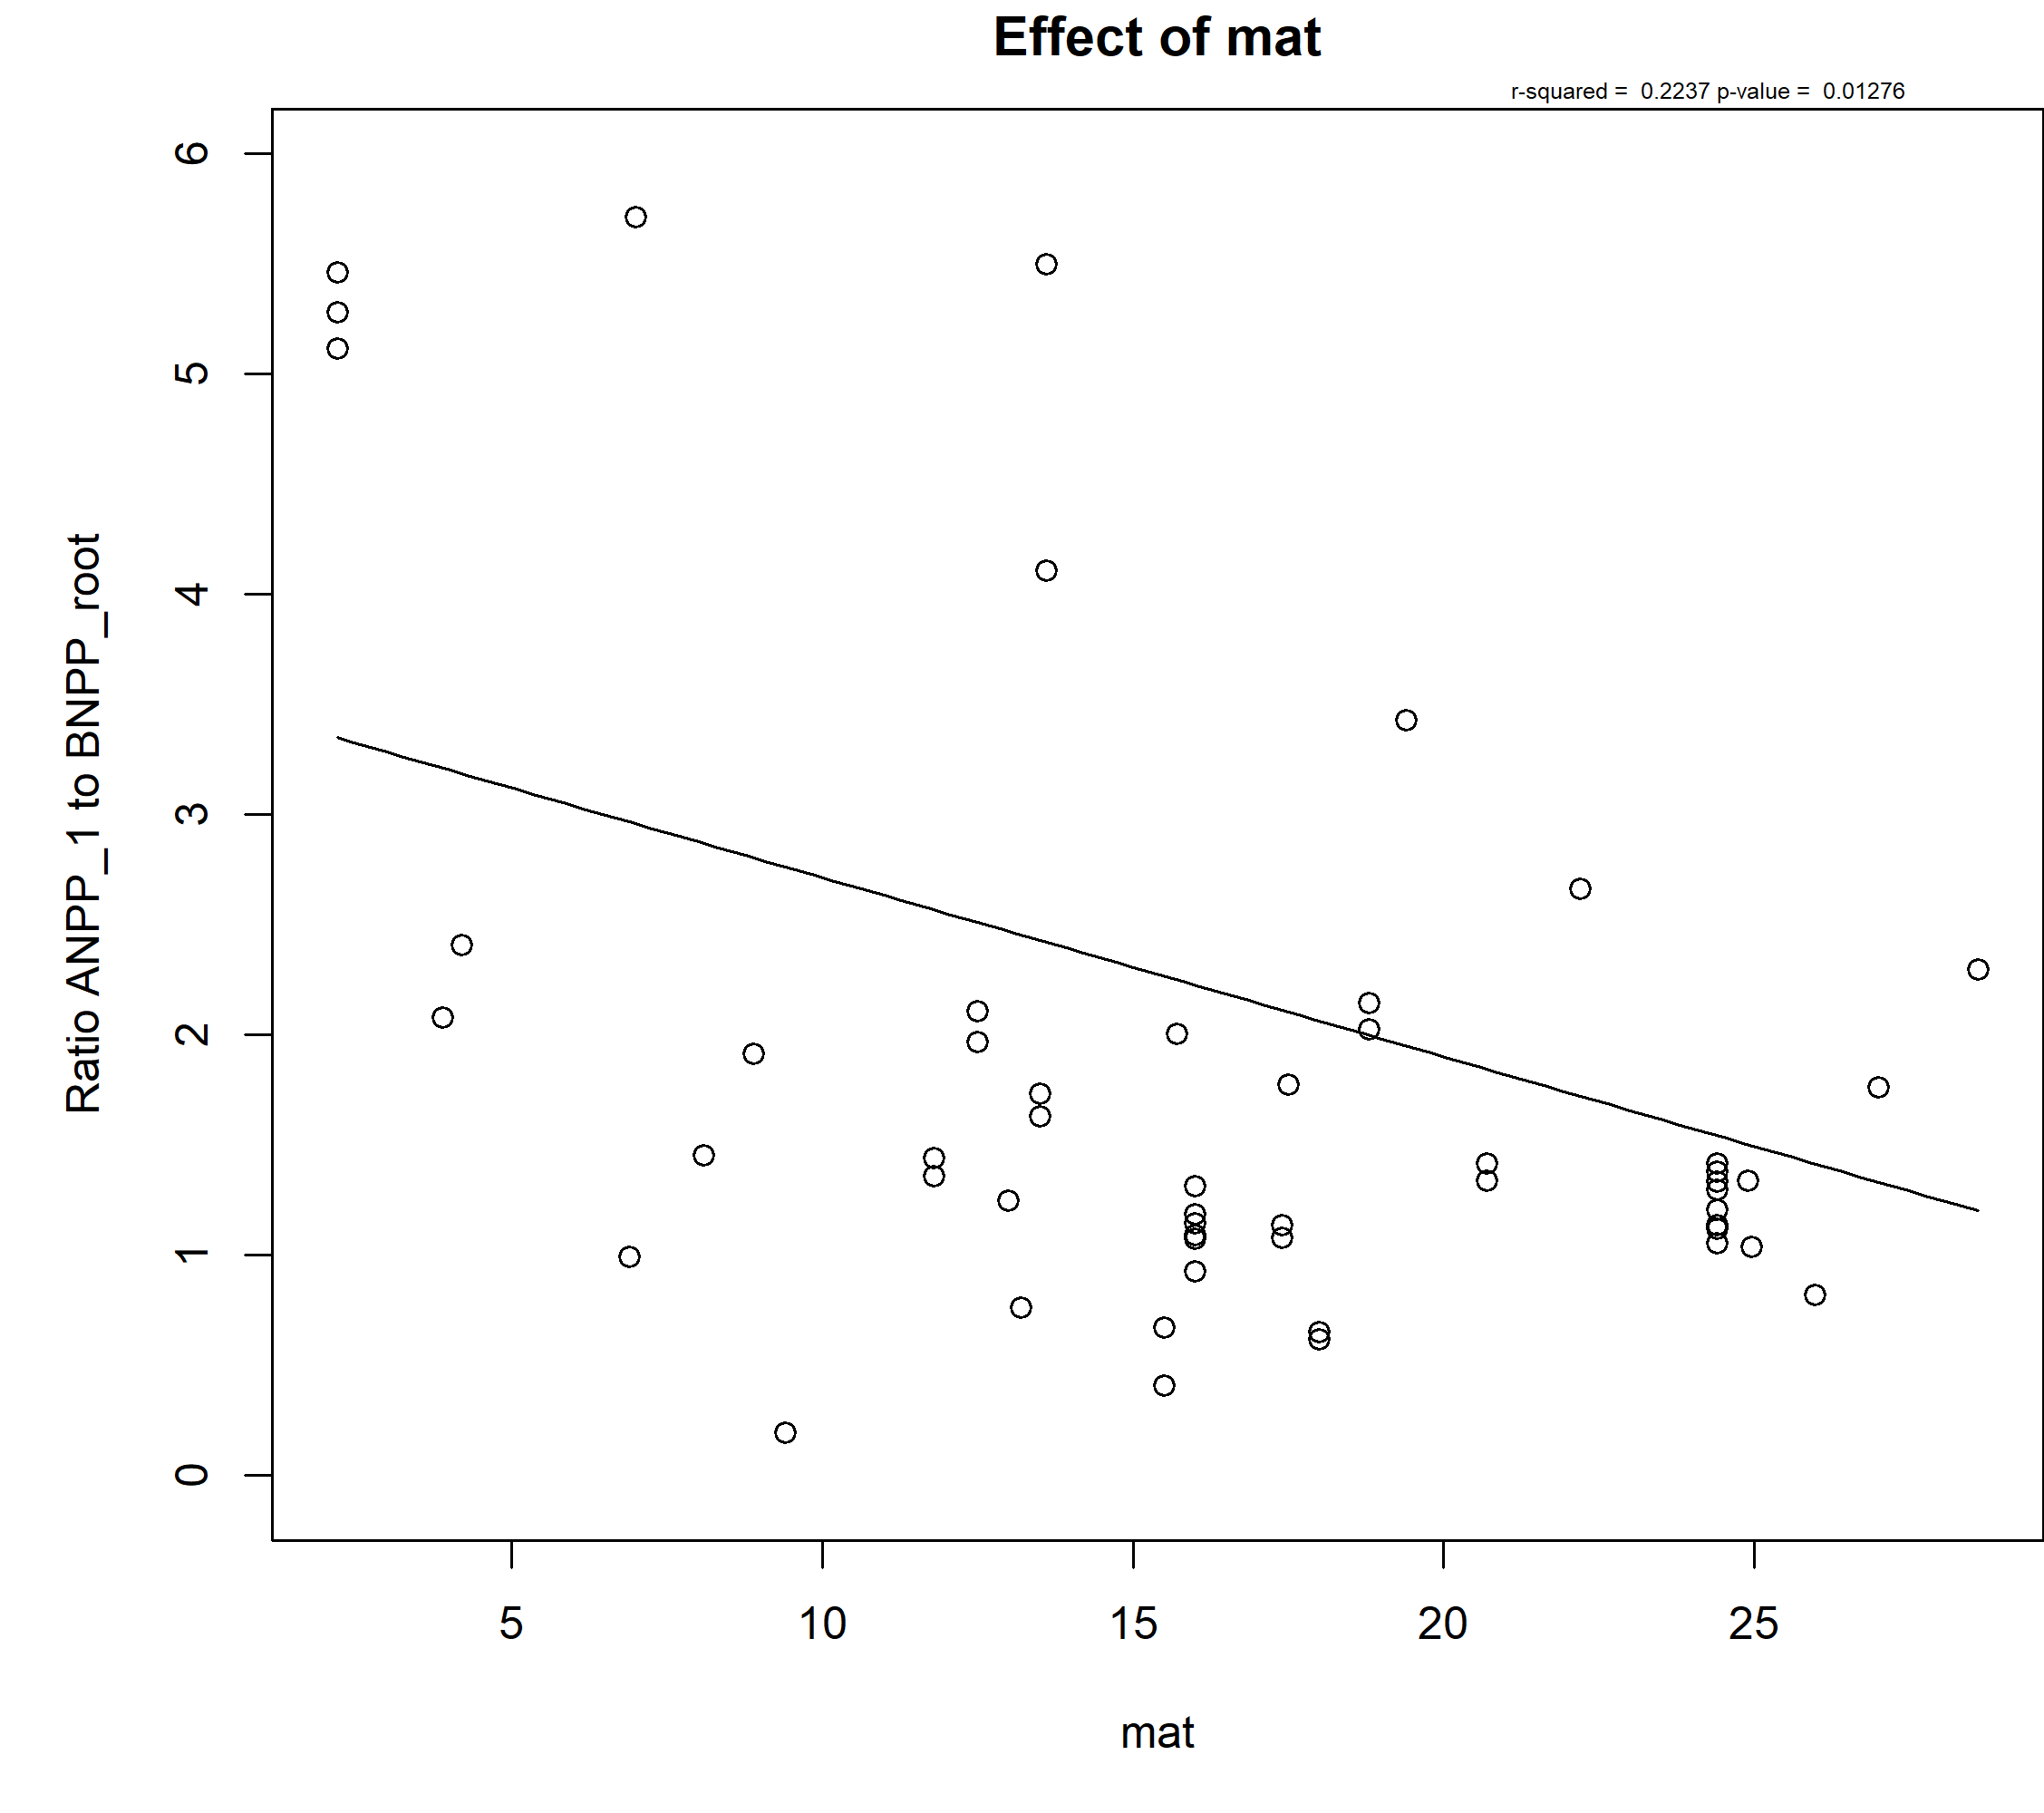 Effect of mat
r-squared = 0.2237 p-value = 0.01276
Ratio ANPP_1 to BNPP_root
6
5
4
3
2
1
0
5 10 15 20 25
mat